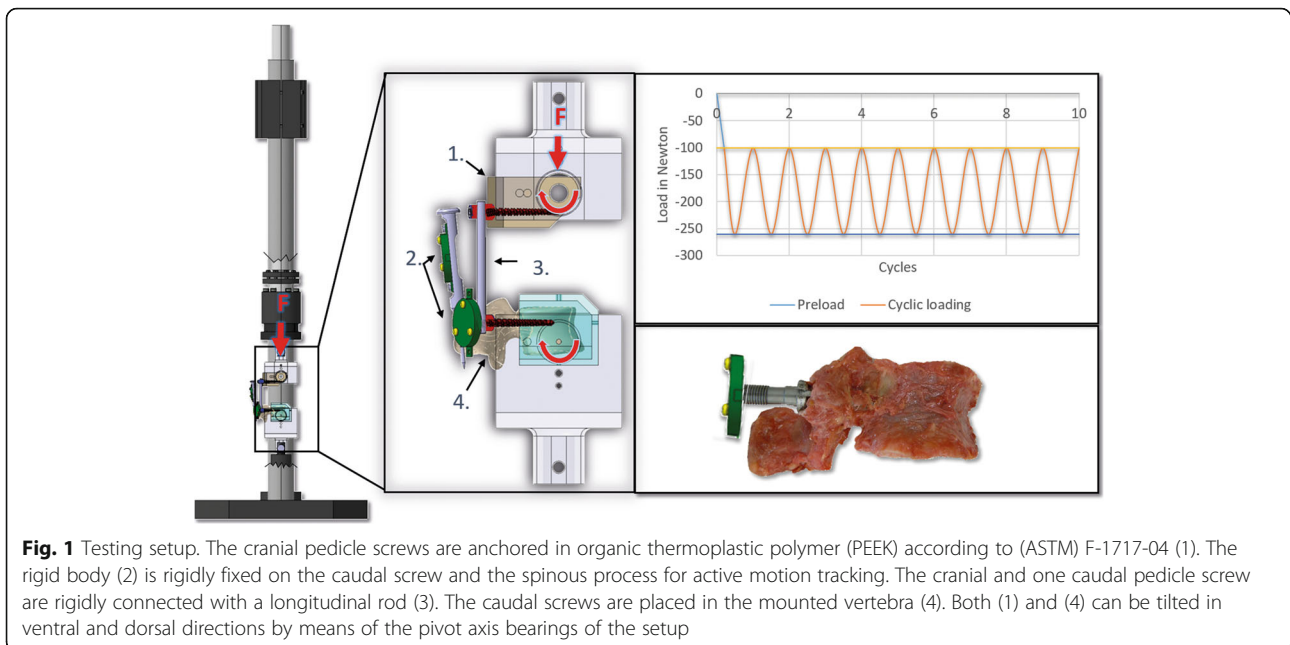 F
F
1.
2.
3.
4.
0
-50
-100
-150
-200
-250
-300
0 2 4 6 8 10
Load in Newton
Cycles
Preload Cyclic loading
Fig. 1 Testing setup. The cranial pedicle screws are anchored in organic thermoplastic polymer (PEEK) according to (ASTM) F-1717-04 (1). The
rigid body (2) is rigidly fixed on the caudal screw and the spinous process for active motion tracking. The cranial and one caudal pedicle screw
are rigidly connected with a longitudinal rod (3). The caudal screws are placed in the mounted vertebra (4). Both (1) and (4) can be tilted in
ventral and dorsal directions by means of the pivot axis bearings of the setup